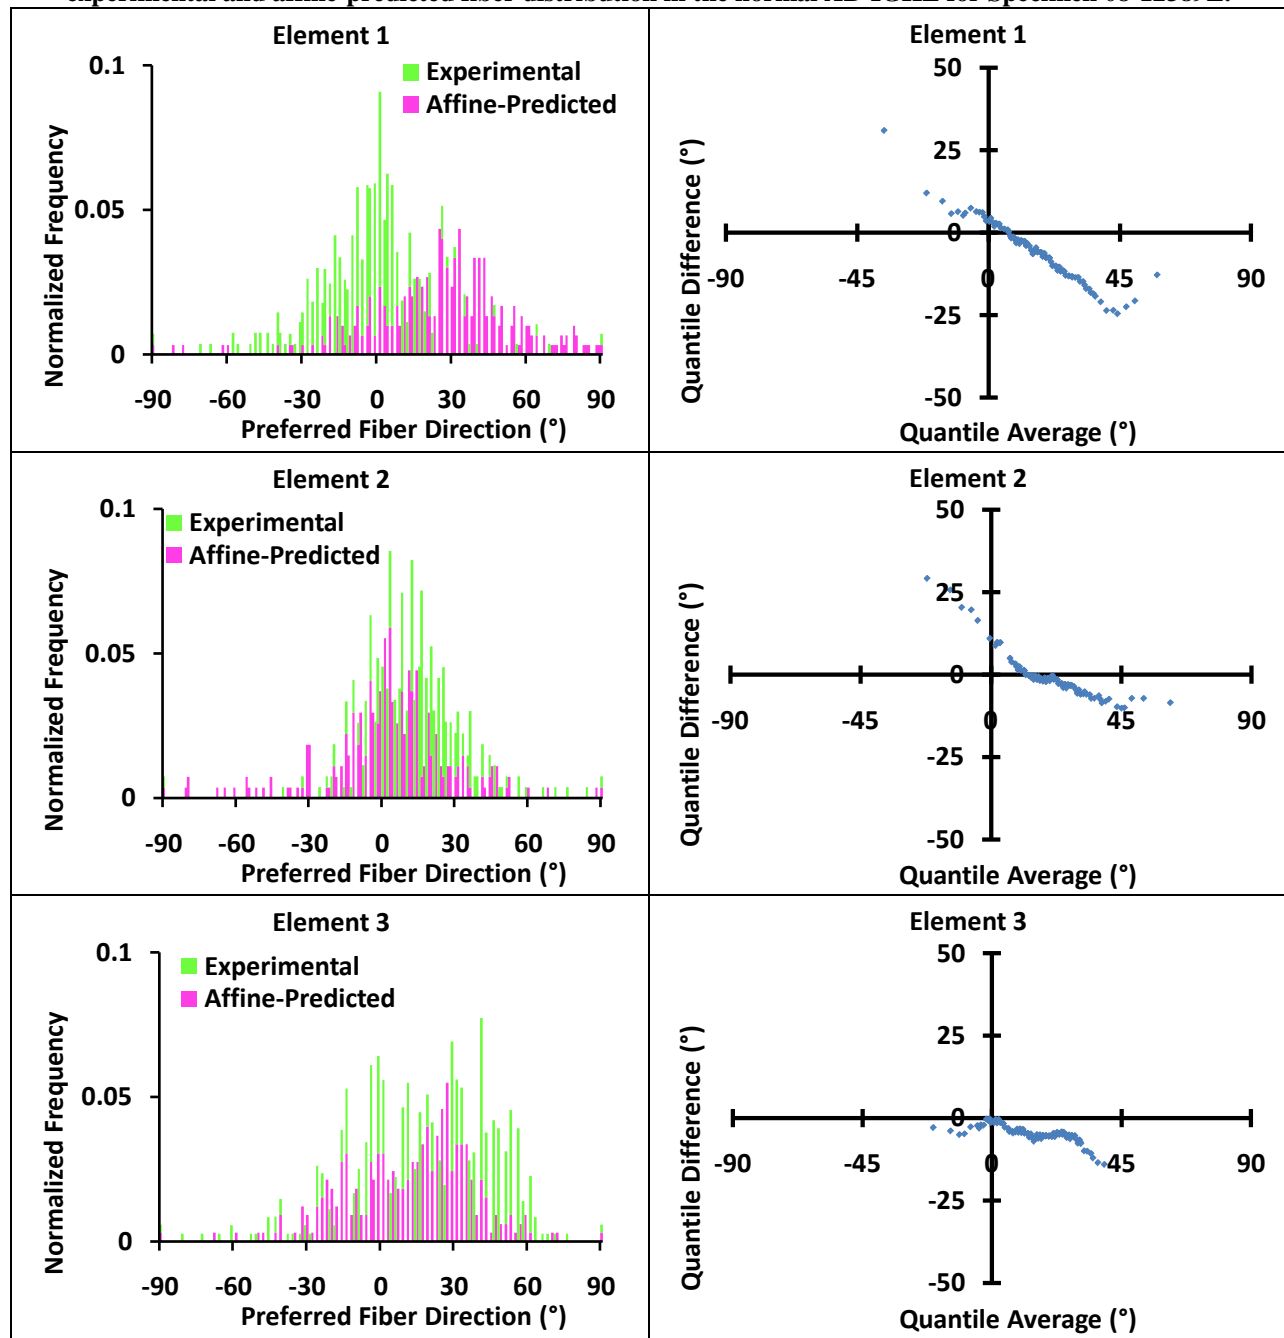 Element 1
0.1
Experimental
Affine-Predicted
0.05
0
Normalized Frequency
-90 -60 -30 0 30 60 90
Preferred Fiber Direction (°)
Element 1
50
25
0
-25
-50
-90 -45 0 45 90
Quantile Difference (°)
Quantile Average (°)
Element 2
0.1
Experimental
Affine-Predicted
0.05
0
Normalized Frequency
-90 -60 -30 0 30 60 90
Preferred Fiber Direction (°)
Element 2
50
25
0
-25
-50
-90 -45 0 45 90
Quantile Difference (°)
Quantile Average (°)
Element 3
0.1
Experimental
Affine-Predicted
0.05
0
Normalized Frequency
-90 -60 -30 0 30 60 90
Preferred Fiber Direction (°)
Element 3
50
25
0
-25
-50
-90 -45 0 45 90
Quantile Difference (°)
Quantile Average (°)